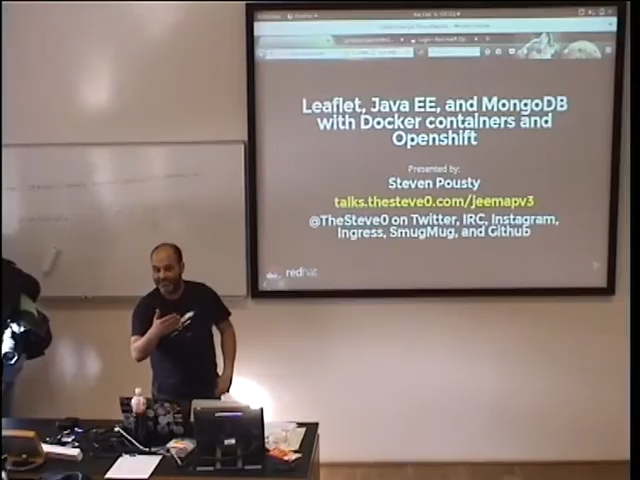 Leaflet, Java EE, and MongoDB
with Docker containers and
Openshift
Presented by:
Steven Pousty
talks.thesteve0.com/jeemapv3
@TheSteve0 on Twitter, IRC, Instagram,
Ingress, SmugMug, and Github
redhat.